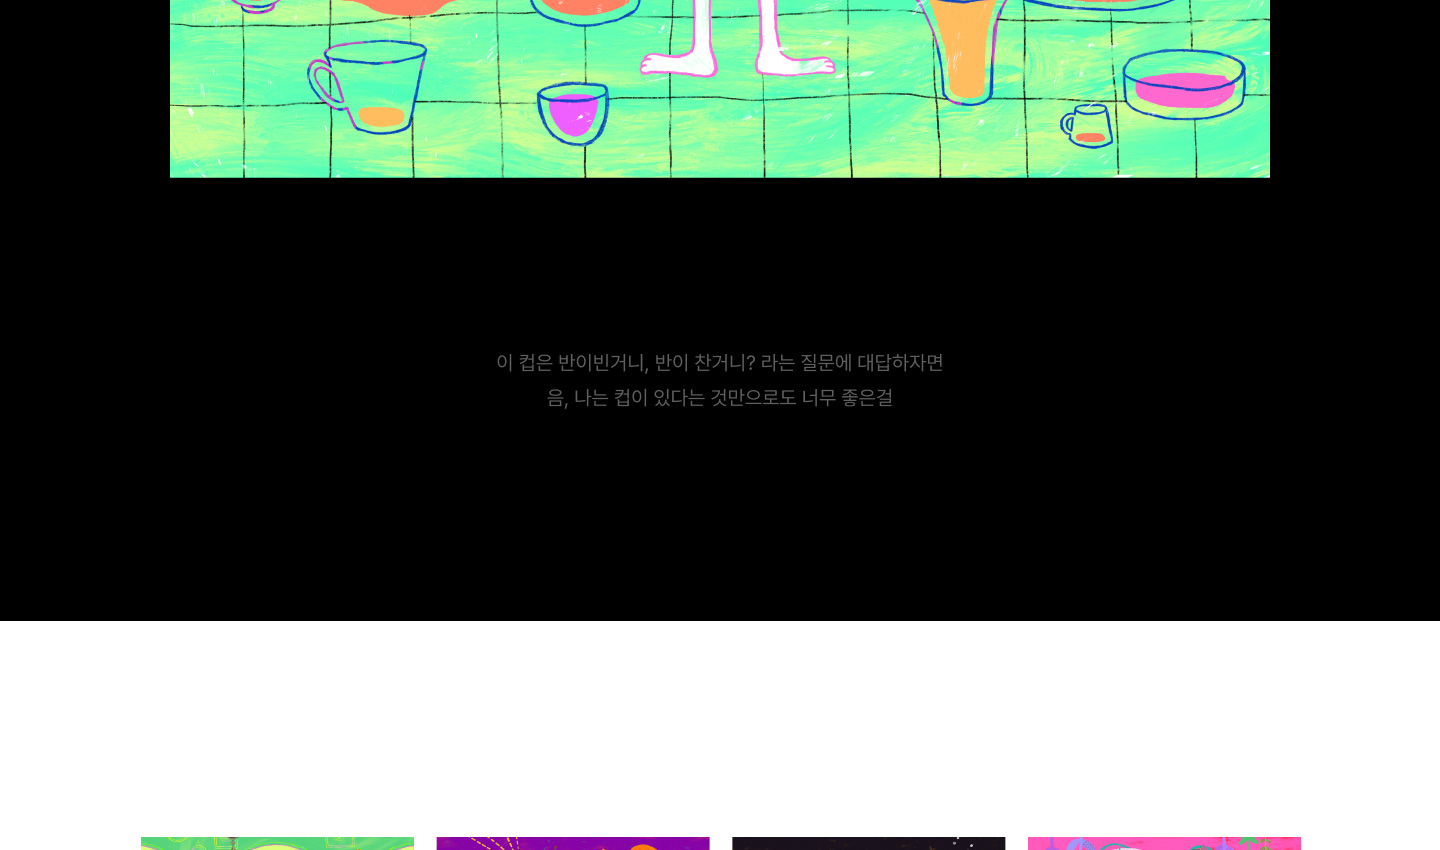 이 컵은 반이빈거니, 반이 찬거니? 라는 질문에 대답하자면
음, 나는 컵이 있다는 것만으로도 너무 좋은걸